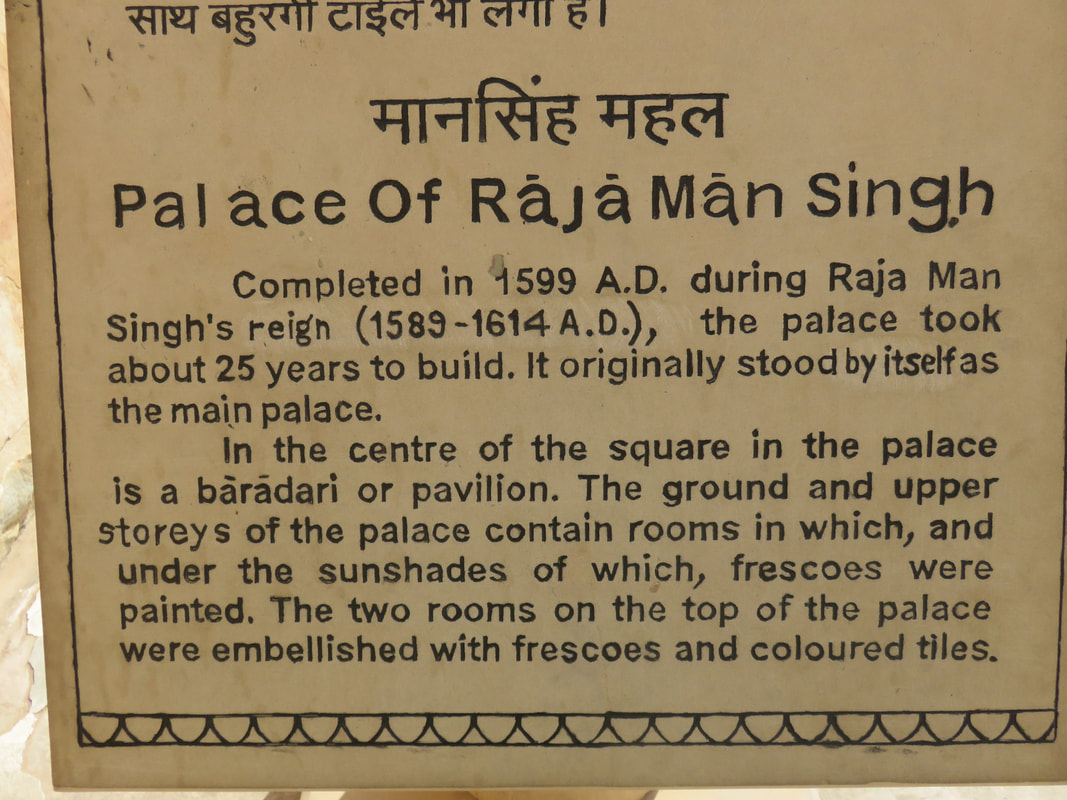 साथ बहुरंगी टाईलें भी लगी हैं।
मानसिंह महल
Palace Of Rājā Mān Singh
Completed in 1599 A.D. during Raja Man
Singh's reign (1589-1614 A.D.), the palace took
about 25 years to build. It originally stood by itself as
the main palace.
In the centre of the square in the palace
is a bārādari or pavilion. The ground and upper
storeys of the palace contain rooms in which, and
under the sunshades of which, frescoes were
painted. The two rooms on the top of the palace
were embellished with frescoes and coloured tiles.